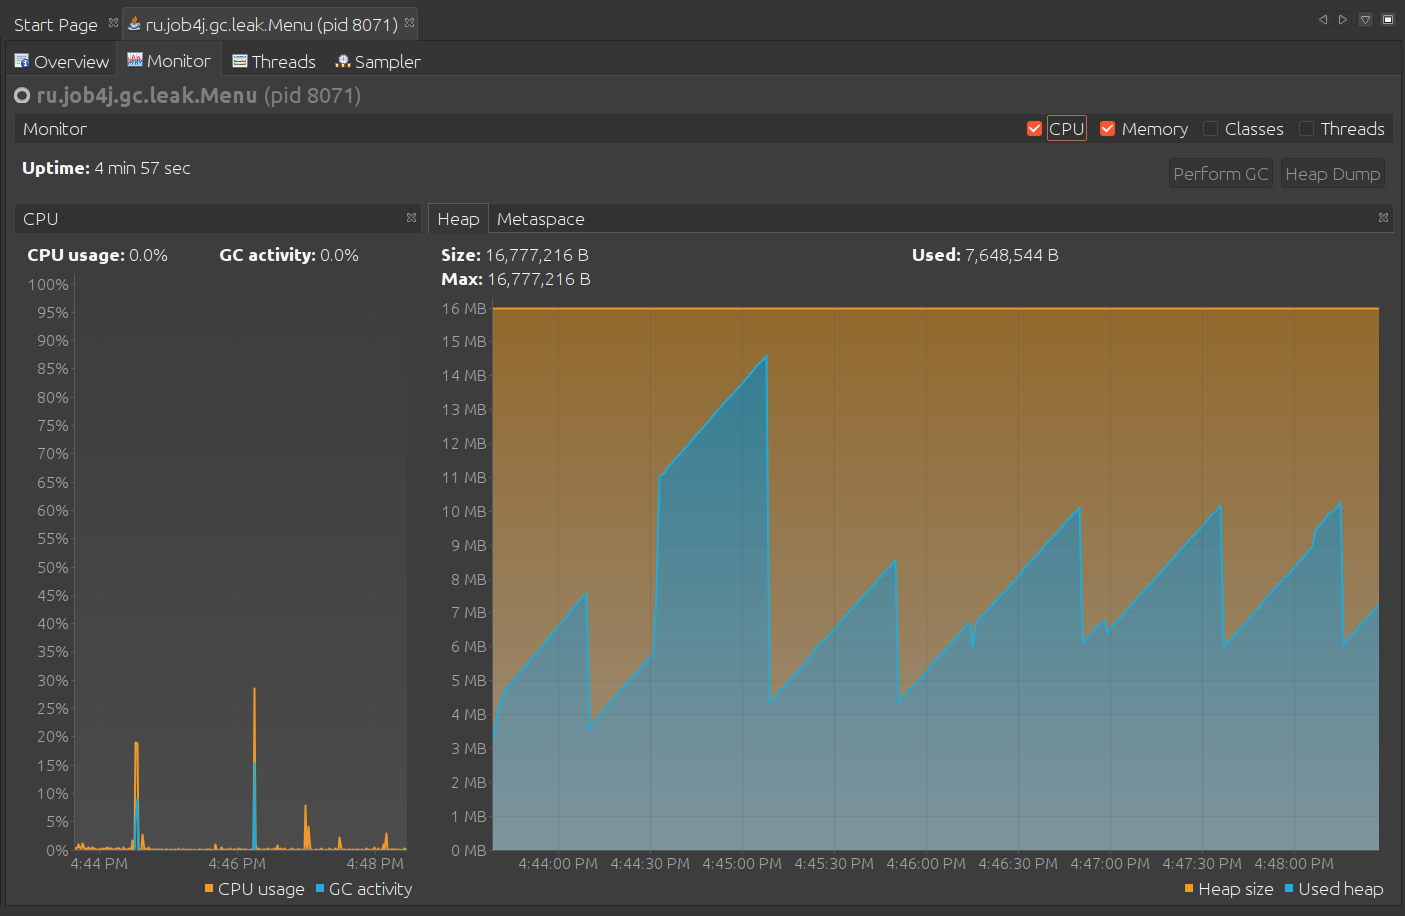 Start Page
ru.job4j.gc.leak.Menu (pid 8071)
Overview
Monitor
Threads
Sampler
ru.job4j.gc.leak.Menu (pid 8071)
Monitor
CPU
Memory
Classes
Threads
Uptime: 4 min 57 sec
Perform GC
Heap Dump
CPU
CPU usage: 0.0%
GC activity: 0.0%
100%
95%
90%
85%
80%
75%
70%
65%
60%
55%
50%
45%
40%
35%
30%
25%
20%
15%
10%
5%
0%
4:44 PM
4:46 PM
4:48 PM
CPU usage
GC activity
Heap
Metaspace
Size: 16,777,216 B
Used: 7,648,544 B
Max: 16,777,216 B
16 MB
15 MB
14 MB
13 MB
12 MB
11 MB
10 MB
9 MB
8 MB
7 MB
6 MB
5 MB
4 MB
3 MB
2 MB
1 MB
0 MB
4:44:00 PM
4:44:30 PM
4:45:00 PM
4:45:30 PM
4:46:00 PM
4:46:30 PM
4:47:00 PM
4:47:30 PM
4:48:00 PM
Heap size
Used heap